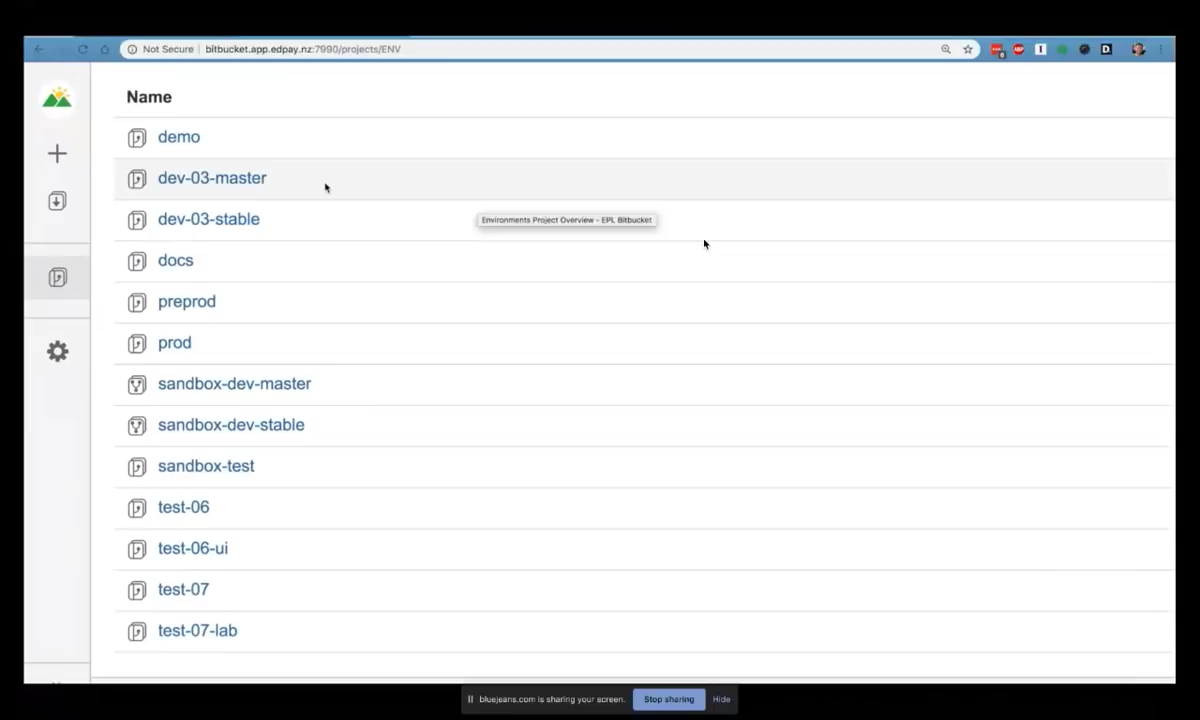 Not Secure bitbucket.app.edpay.nz:7990/projects/ENV
Name
demo
dev-03-master
dev-03-stable
Environments Project Overview - EPL Bitbucket
docs
preprod
prod
sandbox-dev-master
sandbox-dev-stable
sandbox-test
test-06
test-06-ui
test-07
test-07-lab
bluejeans.com is sharing your screen. Stop sharing Hide